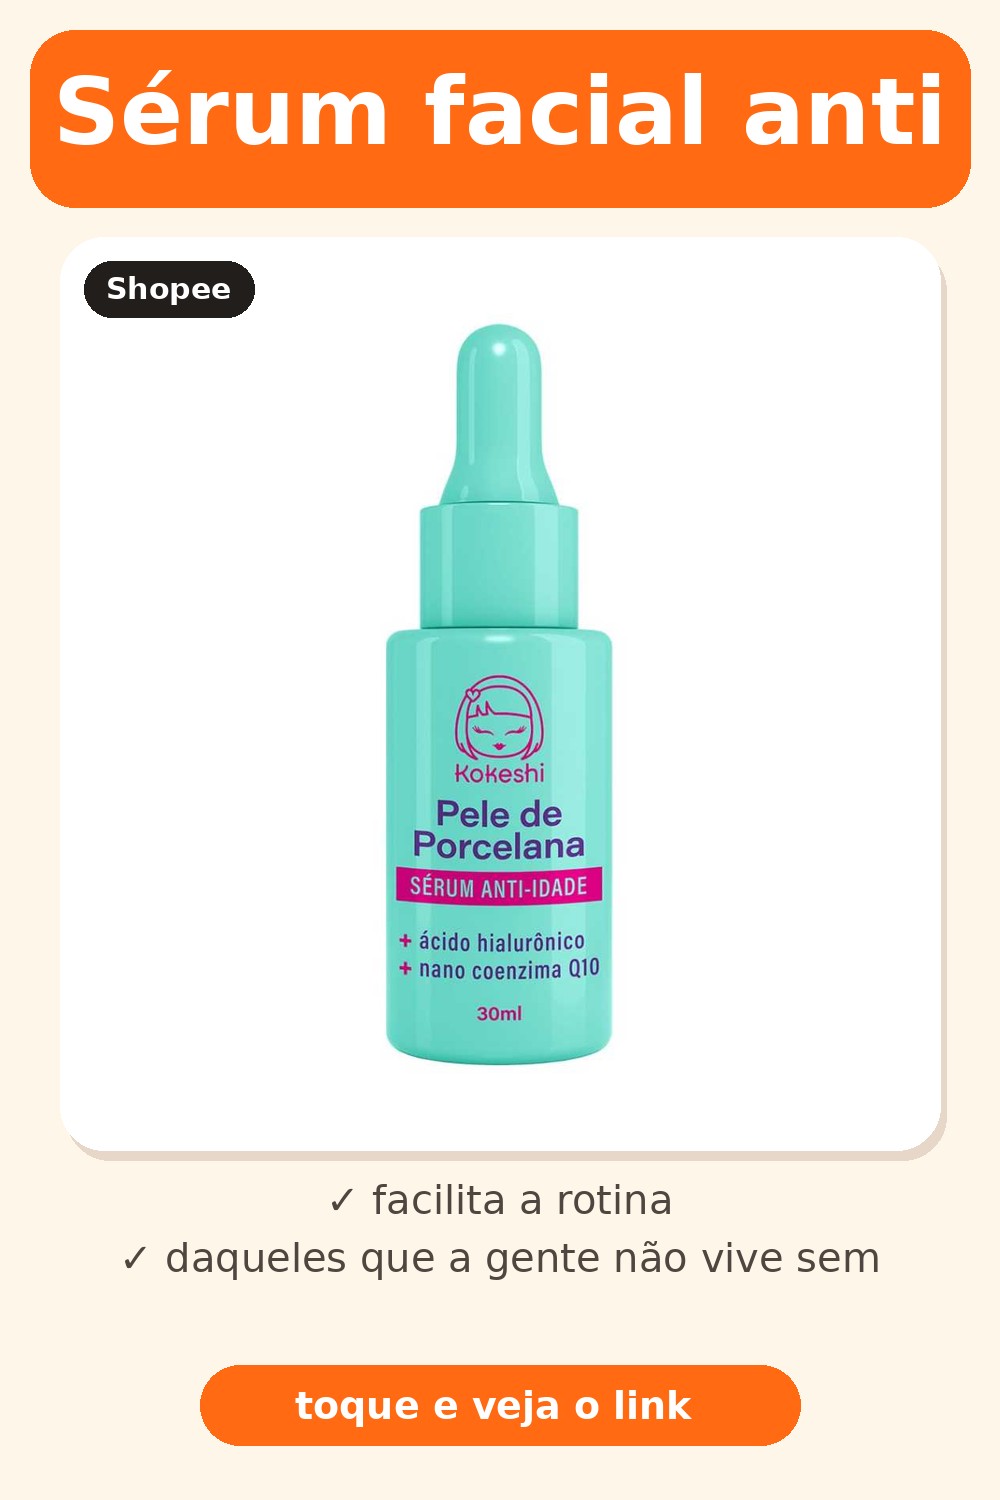 Sérum facial anti
Shopee
Kokeshi
Pele de
Porcelana
SÉRUM ANTI-IDADE
+ ácido hialurônico
+ nano coenzima Q10
30ml
✓ facilita a rotina
✓ daqueles que a gente não vive sem
toque e veja o link